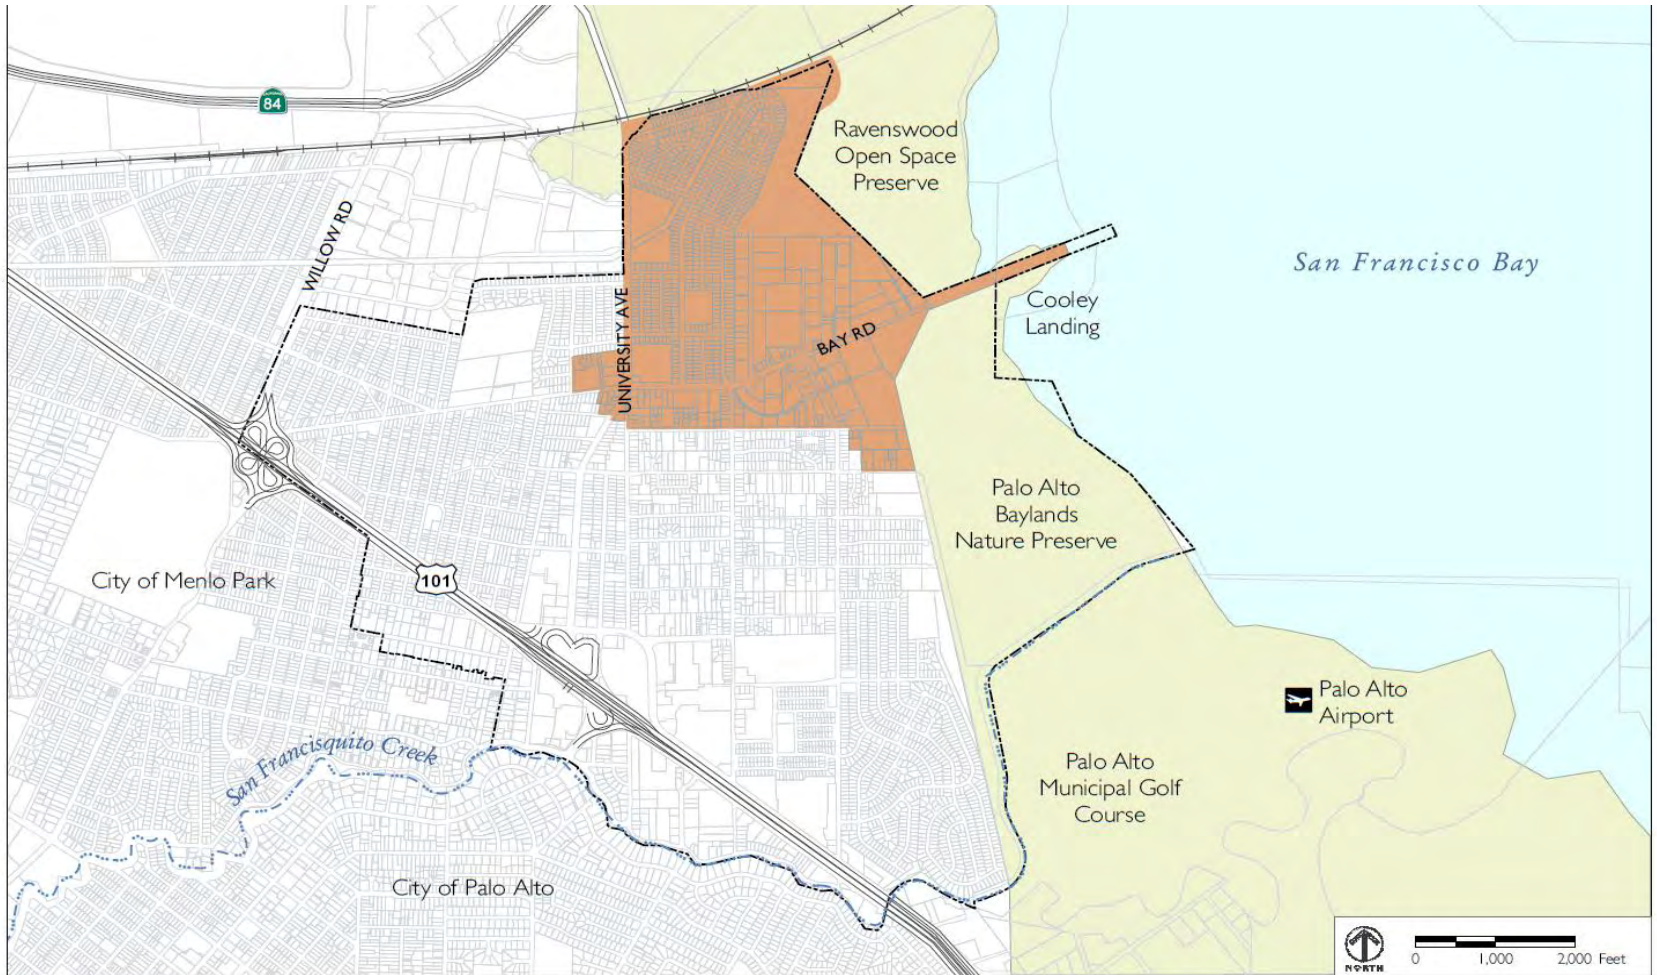 84
Ravenswood
Open Space
Preserve
WILLOW RD
San Francisco Bay
UNIVERSITY AVE
Cooley
Landing
BAY RD
Palo Alto
Baylands
Nature Preserve
City of Menlo Park
101
Palo Alto
Airport
San Francisquito Creek
Palo Alto
Municipal Golf
Course
City of Palo Alto
NORTH
0 1,000 2,000 Feet